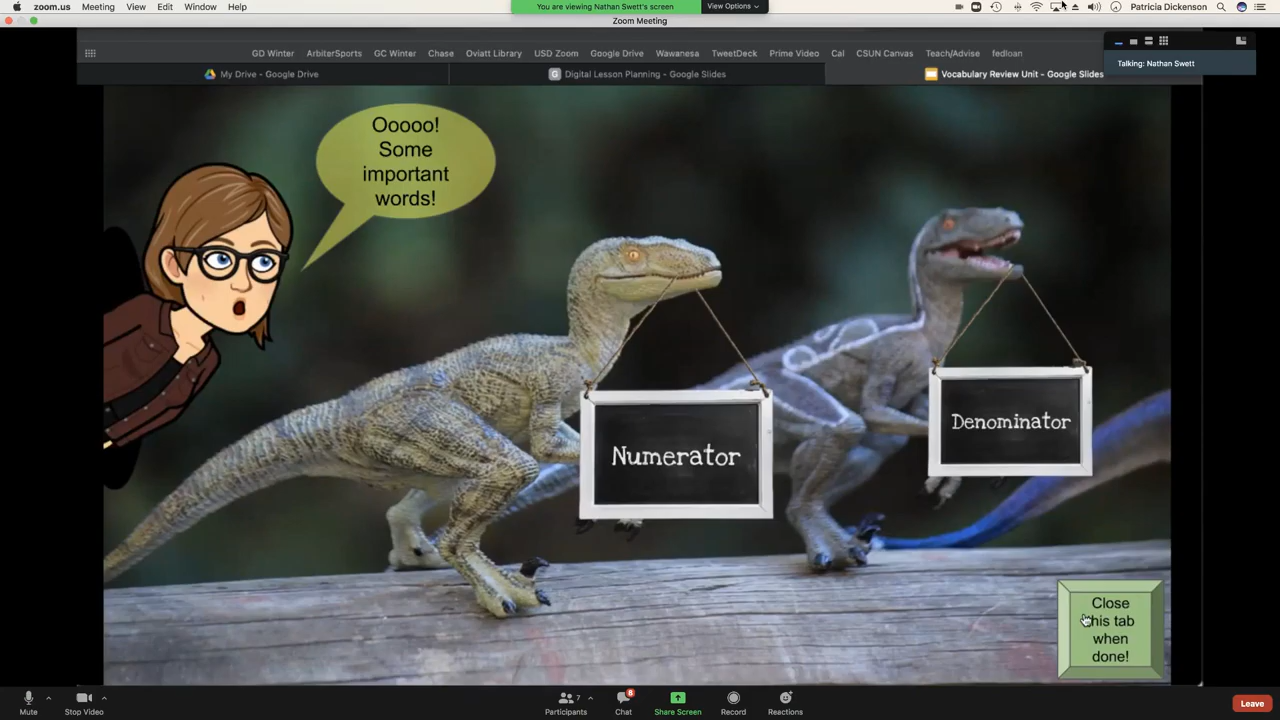 zoom.us Meeting View Edit Window Help
You are viewing Nathan Swett's screen View Options
Patricia Dickenson
Zoom Meeting
GD Winter ArbiterSports GC Winter Chase Oviatt Library USD Zoom Google Drive Wawanesa TweetDeck Prime Video Cal CSUN Canvas Teach/Advise fedloan
Talking: Nathan Swett
My Drive - Google Drive Digital Lesson Planning - Google Slides Vocabulary Review Unit - Google Slides
Ooooo!
Some
important
words!
Numerator
Denominator
Close
this tab
when
done!
Mute Stop Video Participants 7 Chat 8 Share Screen Record Reactions Leave